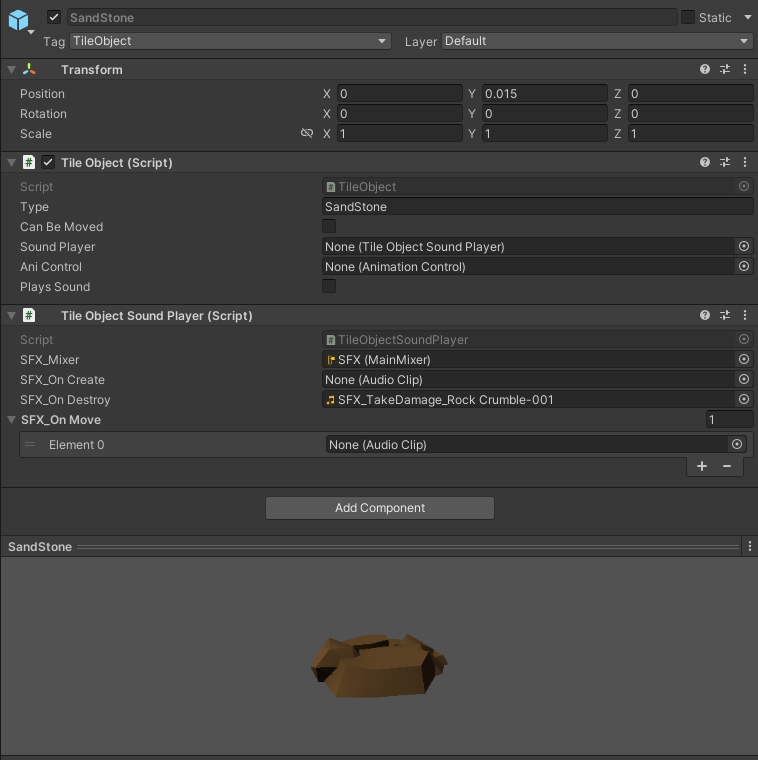 SandStone
Static
Tag TileObject Layer Default
Transform
Position X 0 Y 0.015 Z 0
Rotation X 0 Y 0 Z 0
Scale X 1 Y 1 Z 1
# Tile Object (Script)
Script # TileObject
Type SandStone
Can Be Moved
Sound Player None (Tile Object Sound Player)
Ani Control None (Animation Control)
Plays Sound
# Tile Object Sound Player (Script)
Script # TileObjectSoundPlayer
SFX_Mixer SFX (MainMixer)
SFX_On Create None (Audio Clip)
SFX_On Destroy SFX_TakeDamage_Rock Crumble-001
SFX_On Move 1
Element 0 None (Audio Clip)
+ −
Add Component
SandStone